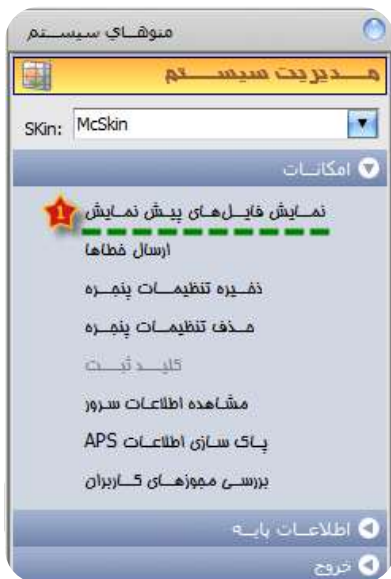 منوهای سیستم
مدیریت سیستم
SKin: McSkin
امکانات
نمایش فایل‌های پیش نمایش
1
ارسال خطاها
ذخیره تنظیمات پنجره
حذف تنظیمات پنجره
کلید ثبت
مشاهده اطلاعات سرور
پاک سازی اطلاعات APS
بررسی مجوزهای کاربران
اطلاعات پایه
خروج